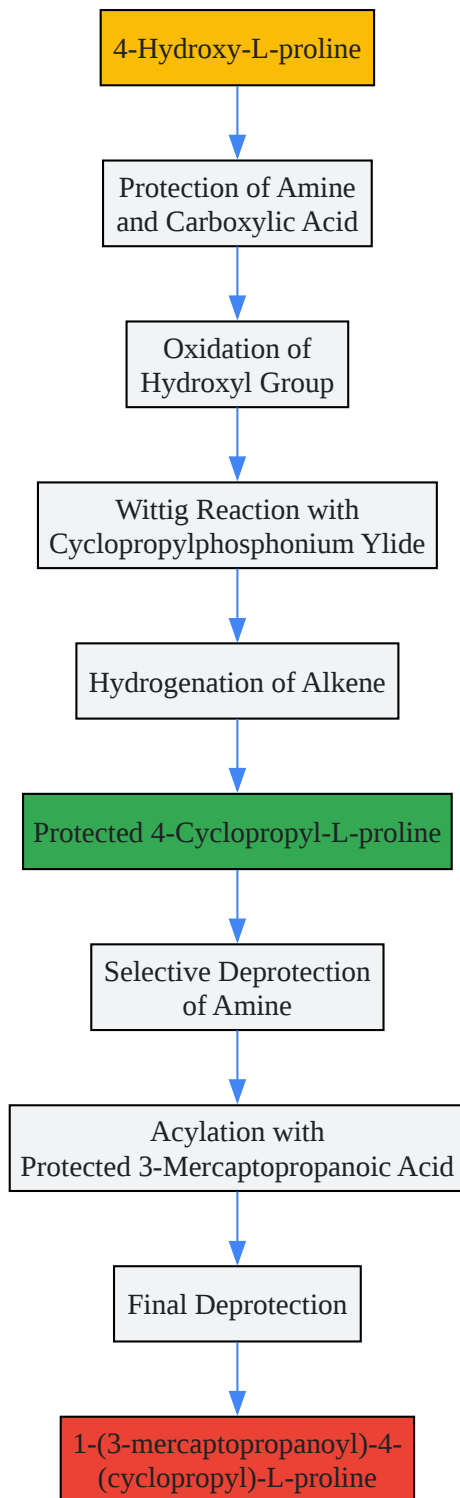 4-Hydroxy-L-proline
Protection of Amine
and Carboxylic Acid
Oxidation of
Hydroxyl Group
Wittig Reaction with
Cyclopropylphosphonium Ylide
Hydrogenation of Alkene
Protected 4-Cyclopropyl-L-proline
Selective Deprotection
of Amine
Acylation with
Protected 3-Mercaptopropanoic Acid
Final Deprotection
1-(3-mercaptopropanoyl)-4-
(cyclopropyl)-L-proline